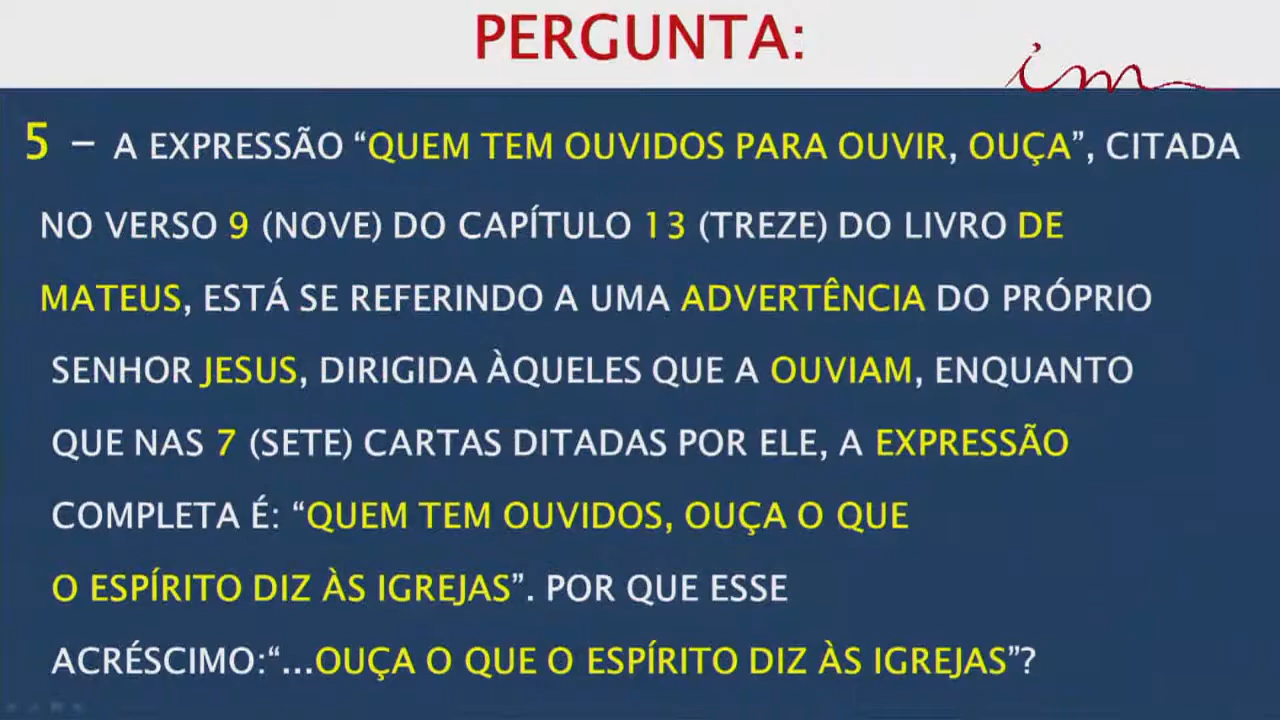 PERGUNTA:
im
5 – A EXPRESSÃO “QUEM TEM OUVIDOS PARA OUVIR, OUÇA”, CITADA
NO VERSO 9 (NOVE) DO CAPÍTULO 13 (TREZE) DO LIVRO DE
MATEUS, ESTÁ SE REFERINDO A UMA ADVERTÊNCIA DO PRÓPRIO
SENHOR JESUS, DIRIGIDA ÀQUELES QUE A OUVIAM, ENQUANTO
QUE NAS 7 (SETE) CARTAS DITADAS POR ELE, A EXPRESSÃO
COMPLETA É: “QUEM TEM OUVIDOS, OUÇA O QUE
O ESPÍRITO DIZ ÀS IGREJAS”. POR QUE ESSE
ACRÉSCIMO:“...OUÇA O QUE O ESPÍRITO DIZ ÀS IGREJAS”?